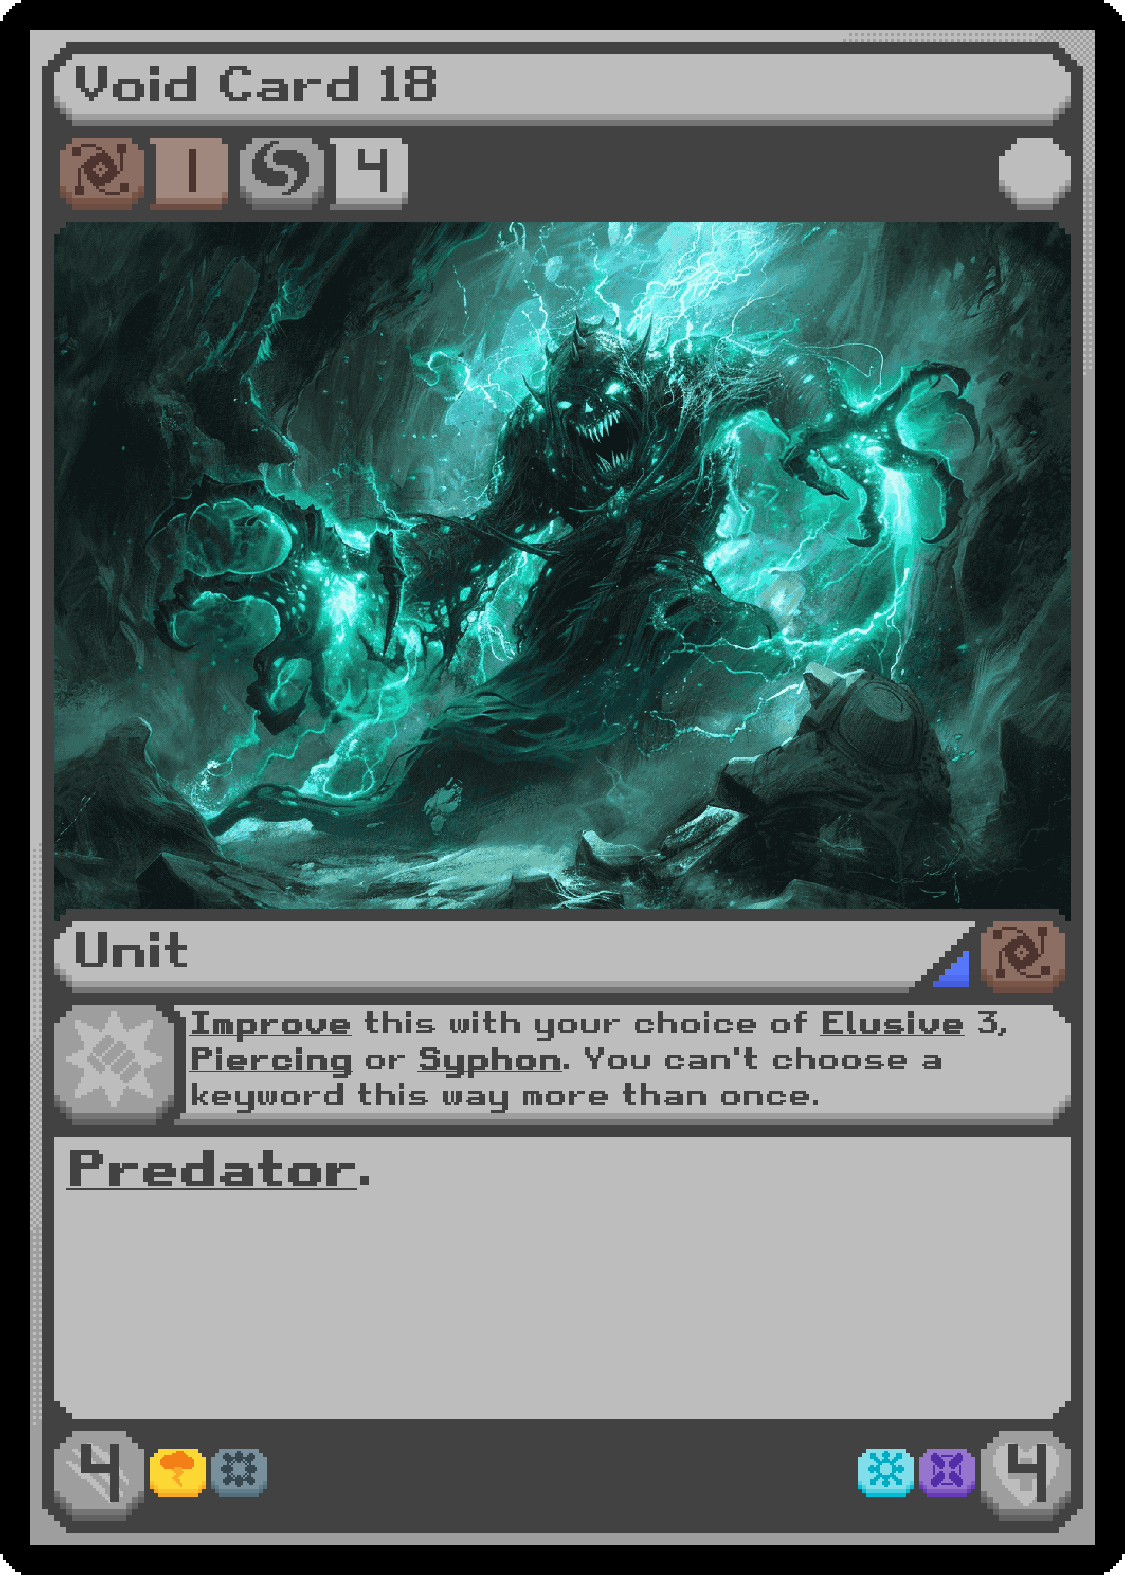 Void Card 18
1 4
Unit
Improve this with your choice of Elusive 3,
Piercing or Syphon. You can't choose a
keyword this way more than once.
Predator.
4 4